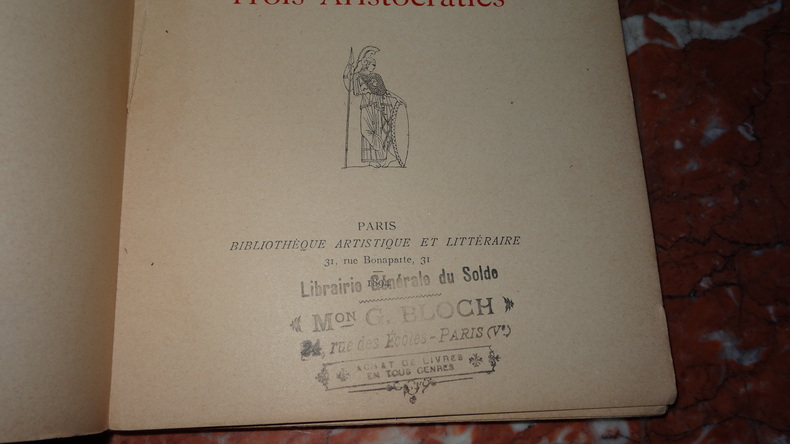 Trois Aristocraties
PARIS
BIBLIOTHÈQUE ARTISTIQUE ET LITTÉRAIRE
31, rue Bonaparte, 31
Librairie Générale du Solde
MON G. BLOCH
24, rue des Écoles - PARIS (Ve)
ACHAT DE LIVRES
EN TOUS GENRES